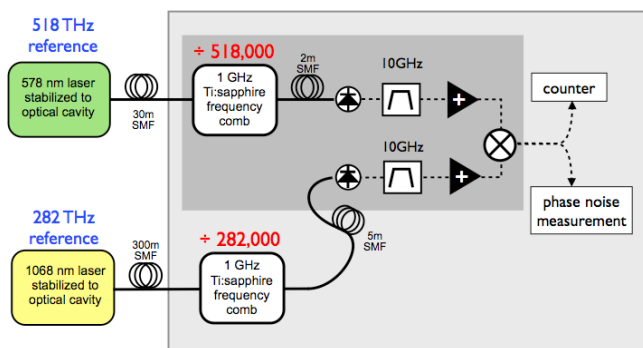 518 THz
reference
578 nm laser
stabilized to
optical cavity
30m
SMF
÷ 518,000
1 GHz
Ti:sapphire
frequency
comb
2m
SMF
10GHz
+
10GHz
+
counter
phase noise
measurement
282 THz
reference
1068 nm laser
stabilized to
optical cavity
300m
SMF
÷ 282,000
1 GHz
Ti:sapphire
frequency
comb
5m
SMF